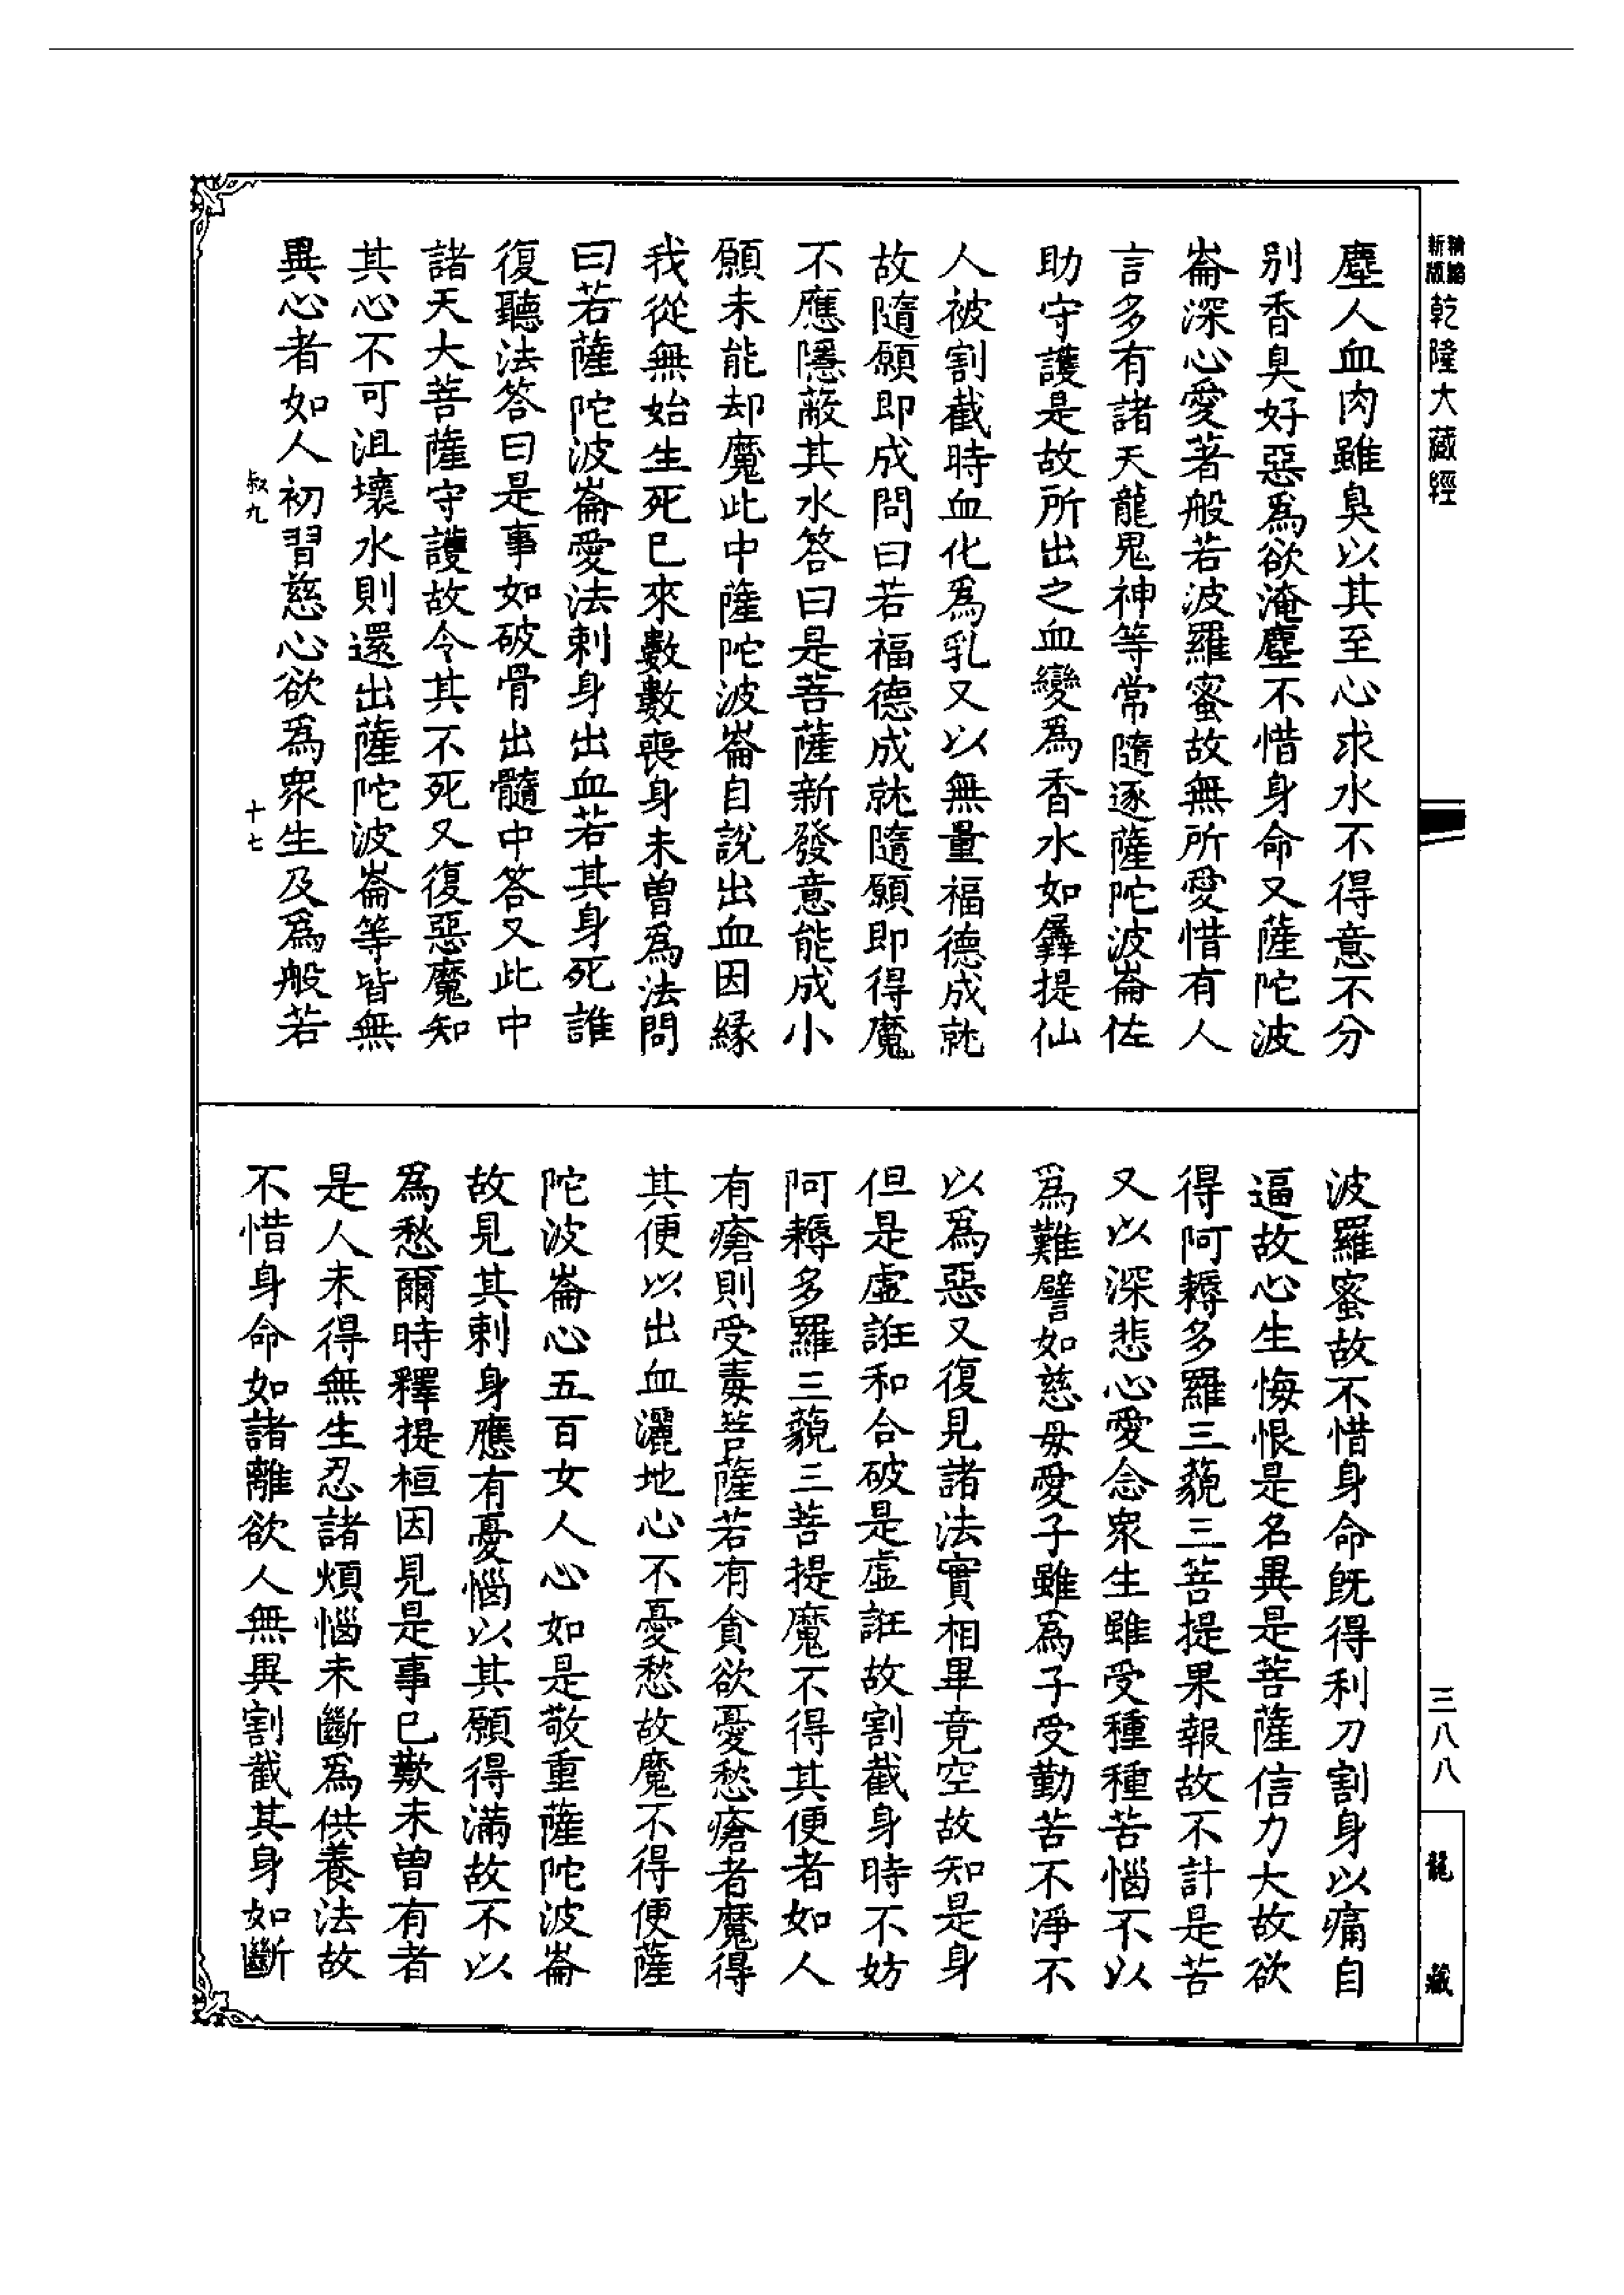 新版
乾隆大藏經
三八八
龍藏
塵人血肉雖臭以其至心求水不得意不分
別香臭好惡爲欲淹塵不惜身命又薩陀波
崙深心愛著般若波羅蜜故無所愛惜有人
言多有諸天龍鬼神等常隨逐薩陀波崙佐
助守護是故所出之血變爲香水如羼提仙
人被割截時血化爲乳又以無量福德成就
故隨願即成問曰若福德成就隨願即得魔
不應隱蔽其水答曰是菩薩新發意能成小
願未能却魔此中薩陀波崙自說出血因緣
我從無始生死已來數數喪身未曾爲法問
曰若薩陀波崙愛法刺身出血若其身死誰
復聽法答曰是事如破骨出髓中答又此中
諸天大菩薩守護故令其不死又復惡魔知
其心不可沮壞水則還出薩陀波崙等皆無
異心者如人初習慈心欲爲眾生及爲般若
叔九
十七
波羅蜜故不惜身命既得利刀割身以痛自
逼故心生悔恨是名異是菩薩信力大故欲
得阿耨多羅三藐三菩提果報故不計是苦
又以深悲心愛念眾生雖受種種苦惱不以
爲難譬如慈母愛子雖爲子受勤苦不淨不
以爲惡又復見諸法實相畢竟空故知是身
但是虛誑和合破是虛誑故割截身時不妨
阿耨多羅三藐三菩提魔不得其便者如人
有瘡則受毒菩薩若有貪欲憂愁瘡者魔得
其便以出血灑地心不憂愁故魔不得便薩
陀波崙心五百女人心如是敬重薩陀波崙
故見其刺身應有憂惱以其願得滿故不以
爲愁爾時釋提桓因見是事已歎未曾有者
是人未得無生忍諸煩惱未斷爲供養法故
不惜身命如諸離欲人無異割截其身如斷